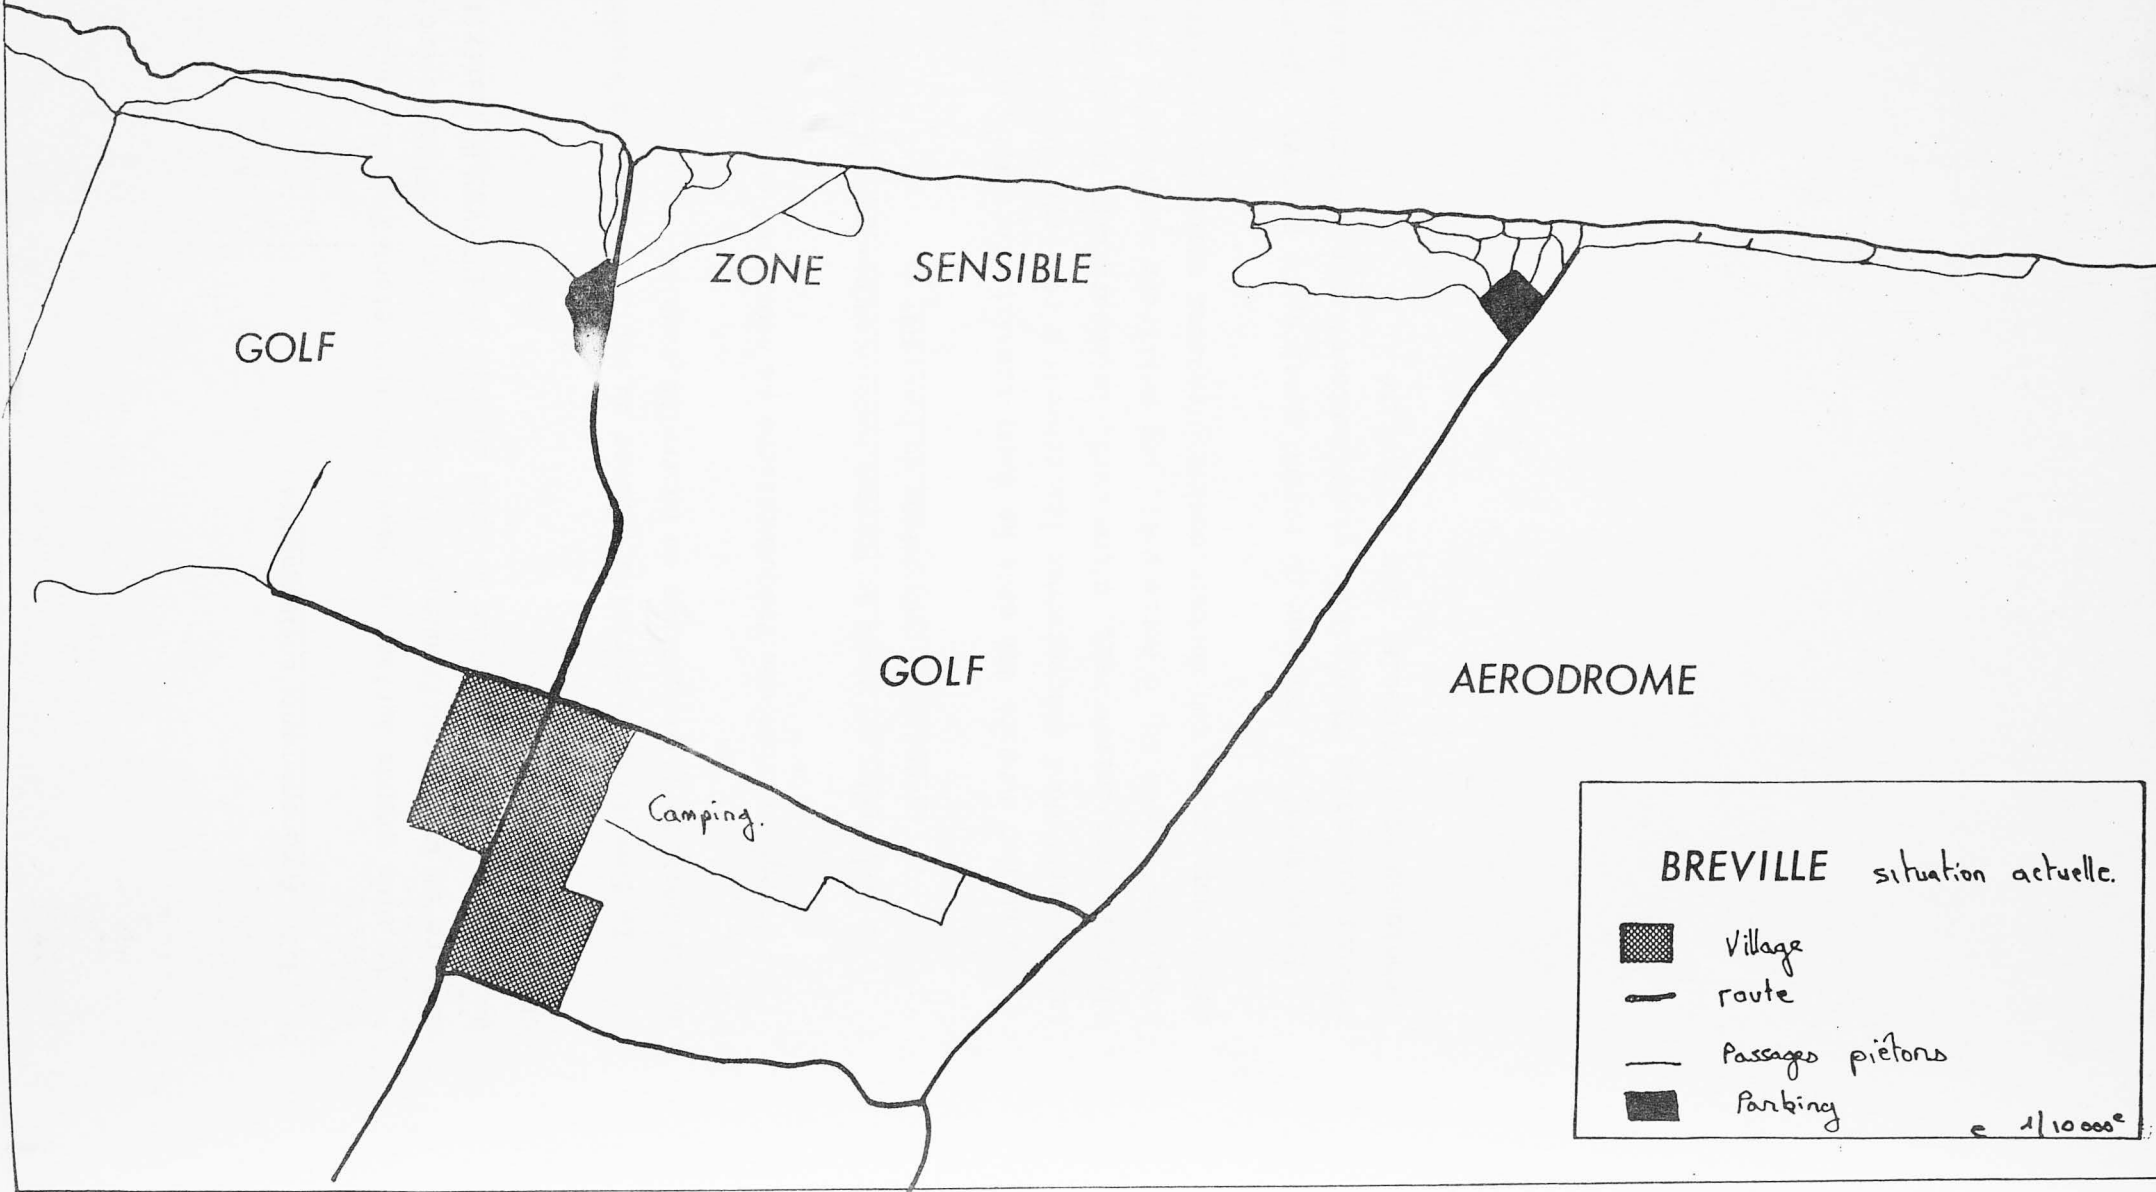 ZONE SENSIBLE
GOLF
GOLF
AERODROME
Camping.
BREVILLE situation actuelle.
Village
route
Passages piétons
Parking
e 1/10 000e